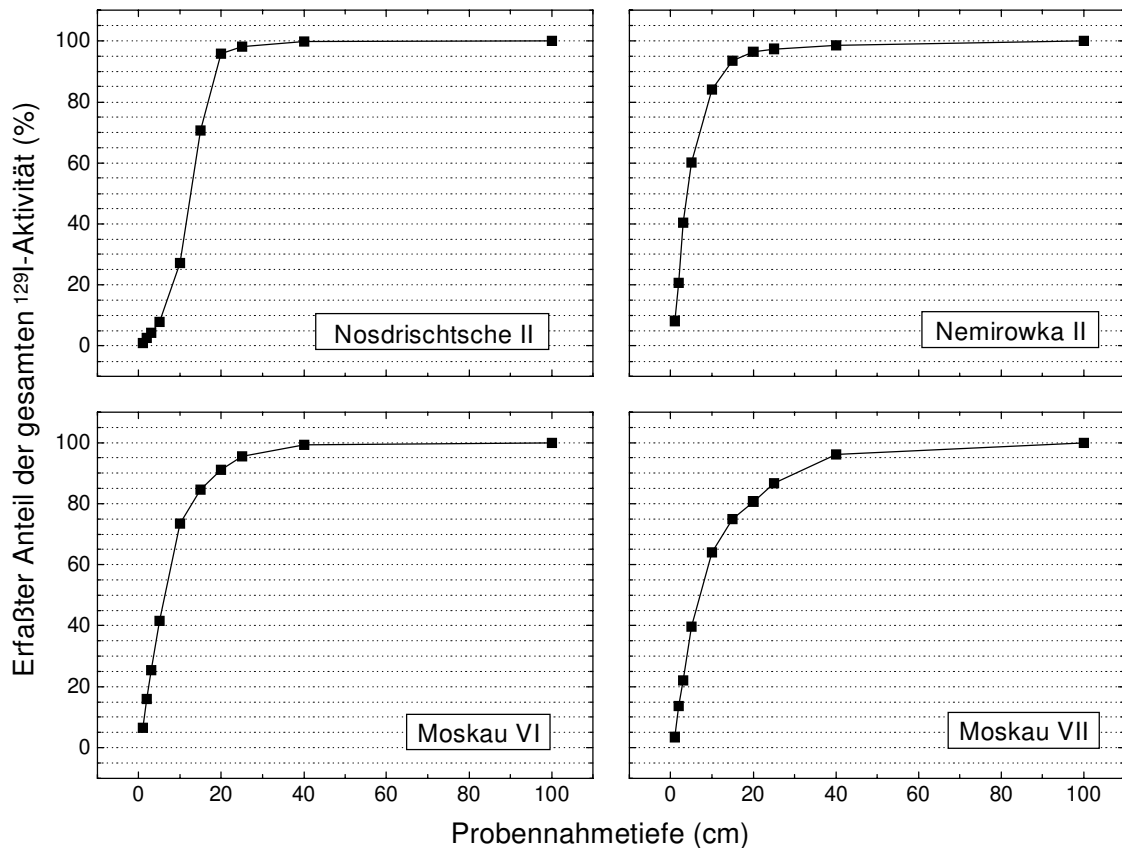 Erfaßter Anteil der gesamten ¹²⁹I-Aktivität (%)
100
80
60
40
20
0
Nosdrischtsche II
Nemirowka II
100
80
60
40
20
0
Moskau VI
Moskau VII
0 20 40 60 80 100
0 20 40 60 80 100
Probennahmetiefe (cm)